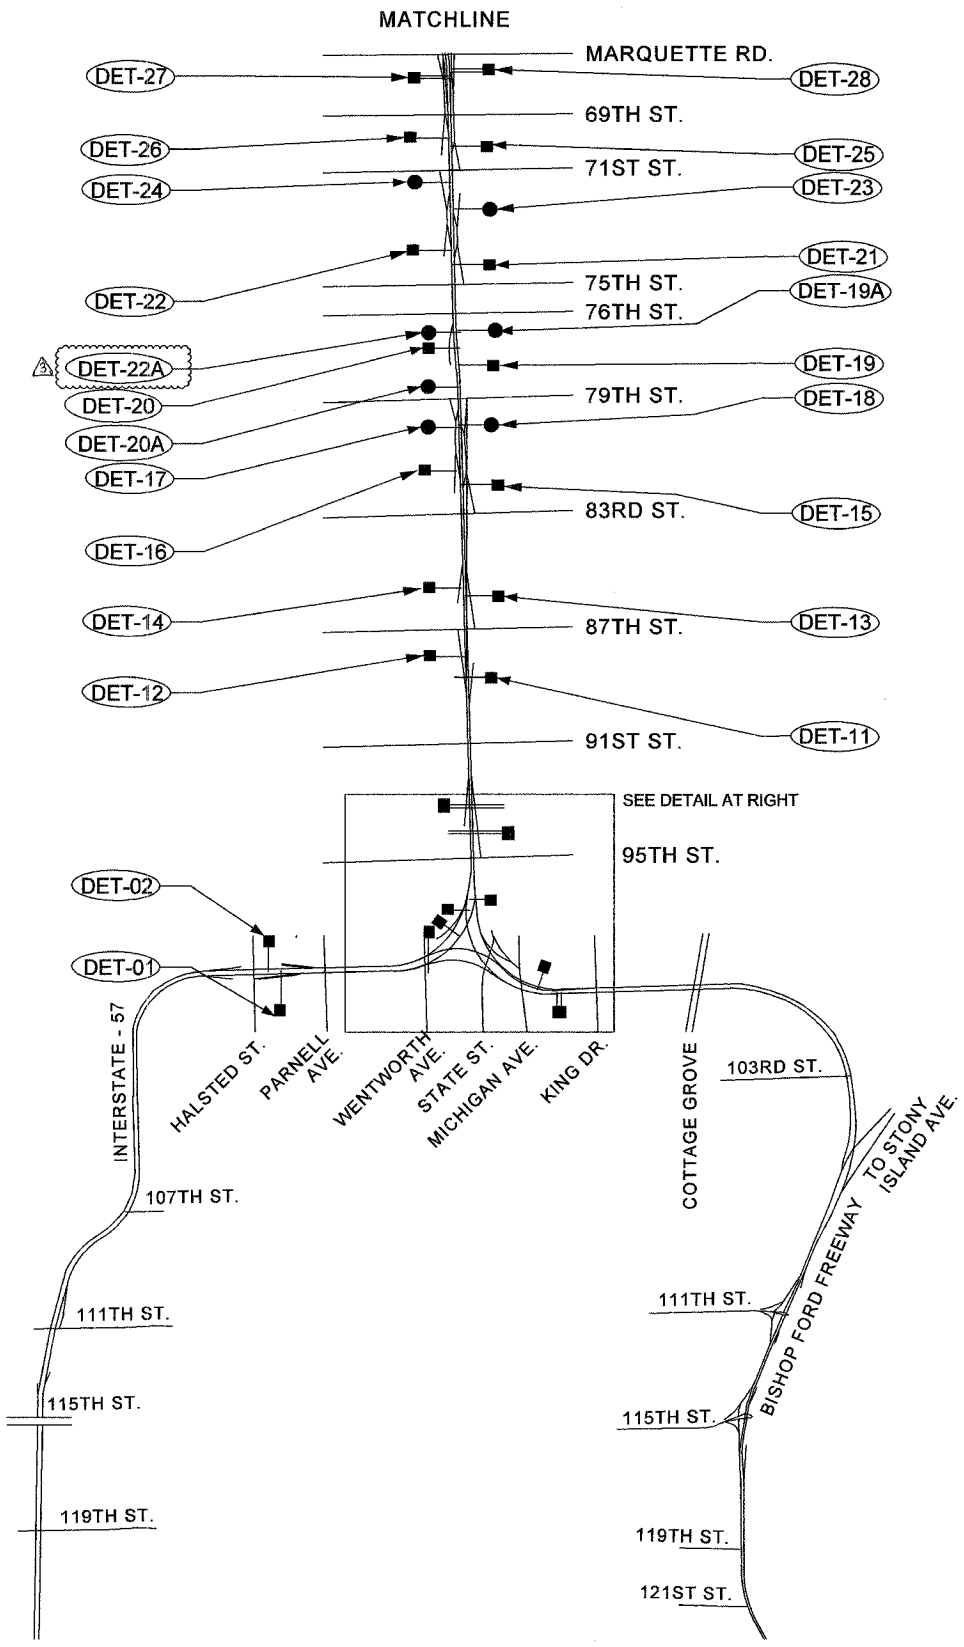 MATCHLINE
MARQUETTE RD.
DET-27
DET-28
69TH ST.
DET-26
DET-25
71ST ST.
DET-24
DET-23
DET-21
75TH ST.
DET-22
DET-19A
76TH ST.
3
DET-22A
DET-19
DET-20
79TH ST.
DET-18
DET-20A
DET-17
83RD ST.
DET-15
DET-16
DET-14
87TH ST.
DET-13
DET-12
DET-11
91ST ST.
SEE DETAIL AT RIGHT
95TH ST.
DET-02
DET-01
INTERSTATE - 57
HALSTED ST.
PARNELL
AVE.
WENTWORTH
AVE.
STATE ST.
MICHIGAN AVE.
KING DR.
COTTAGE GROVE
103RD ST.
TO STONY
ISLAND AVE.
BISHOP FORD FREEWAY
107TH ST.
111TH ST.
111TH ST.
115TH ST.
115TH ST.
119TH ST.
119TH ST.
121ST ST.